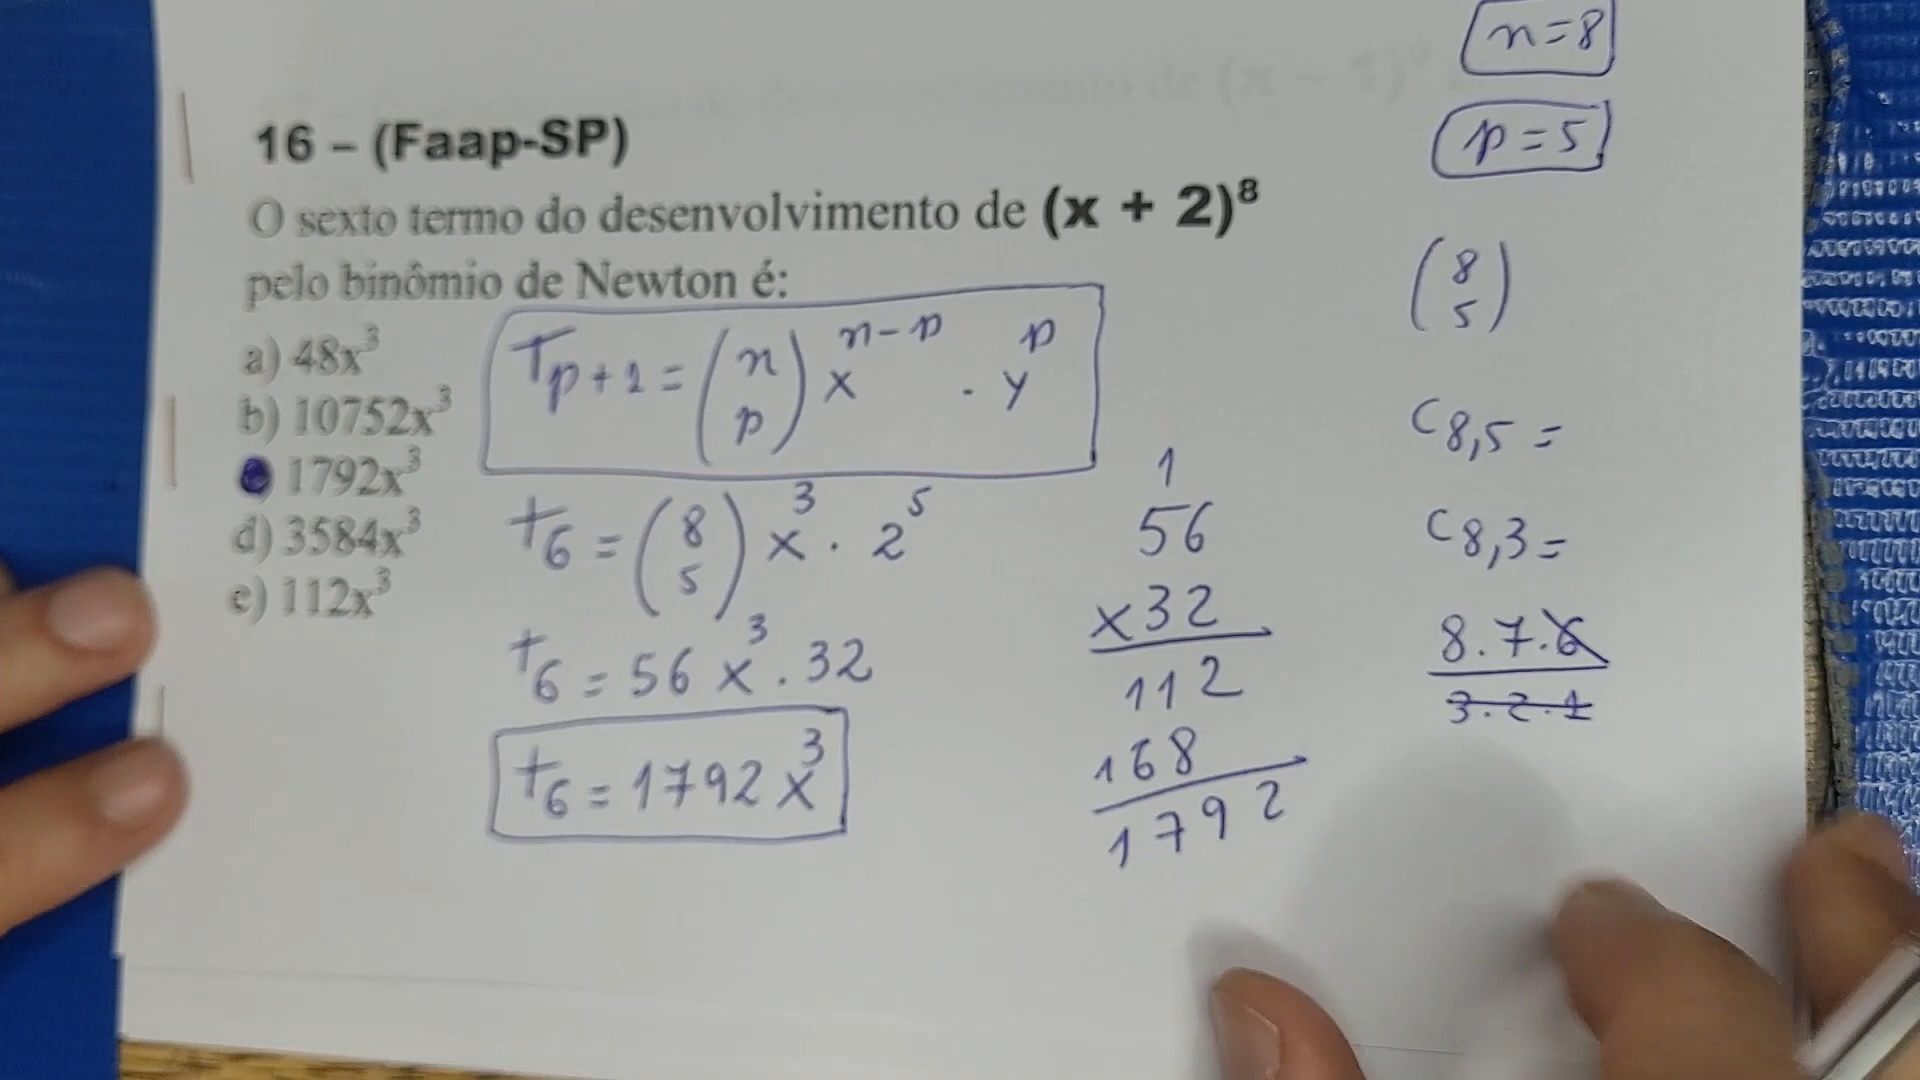 16 – (Faap-SP)
O sexto termo do desenvolvimento de (x + 2)⁸
pelo binômio de Newton é:
a) 48x³
b) 10752x³
1792x³
d) 3584x³
e) 112x³
Tp+1 = (n p) x^n-p . y^p
T6 = (8 5) x³ . 2⁵
T6 = 56 x³ . 32
T6 = 1792 x³
1
56
x32
112
168
1792
n=8
p=5
(8 5)
C8,5 =
C8,3 =
8.7.6
3.2.1